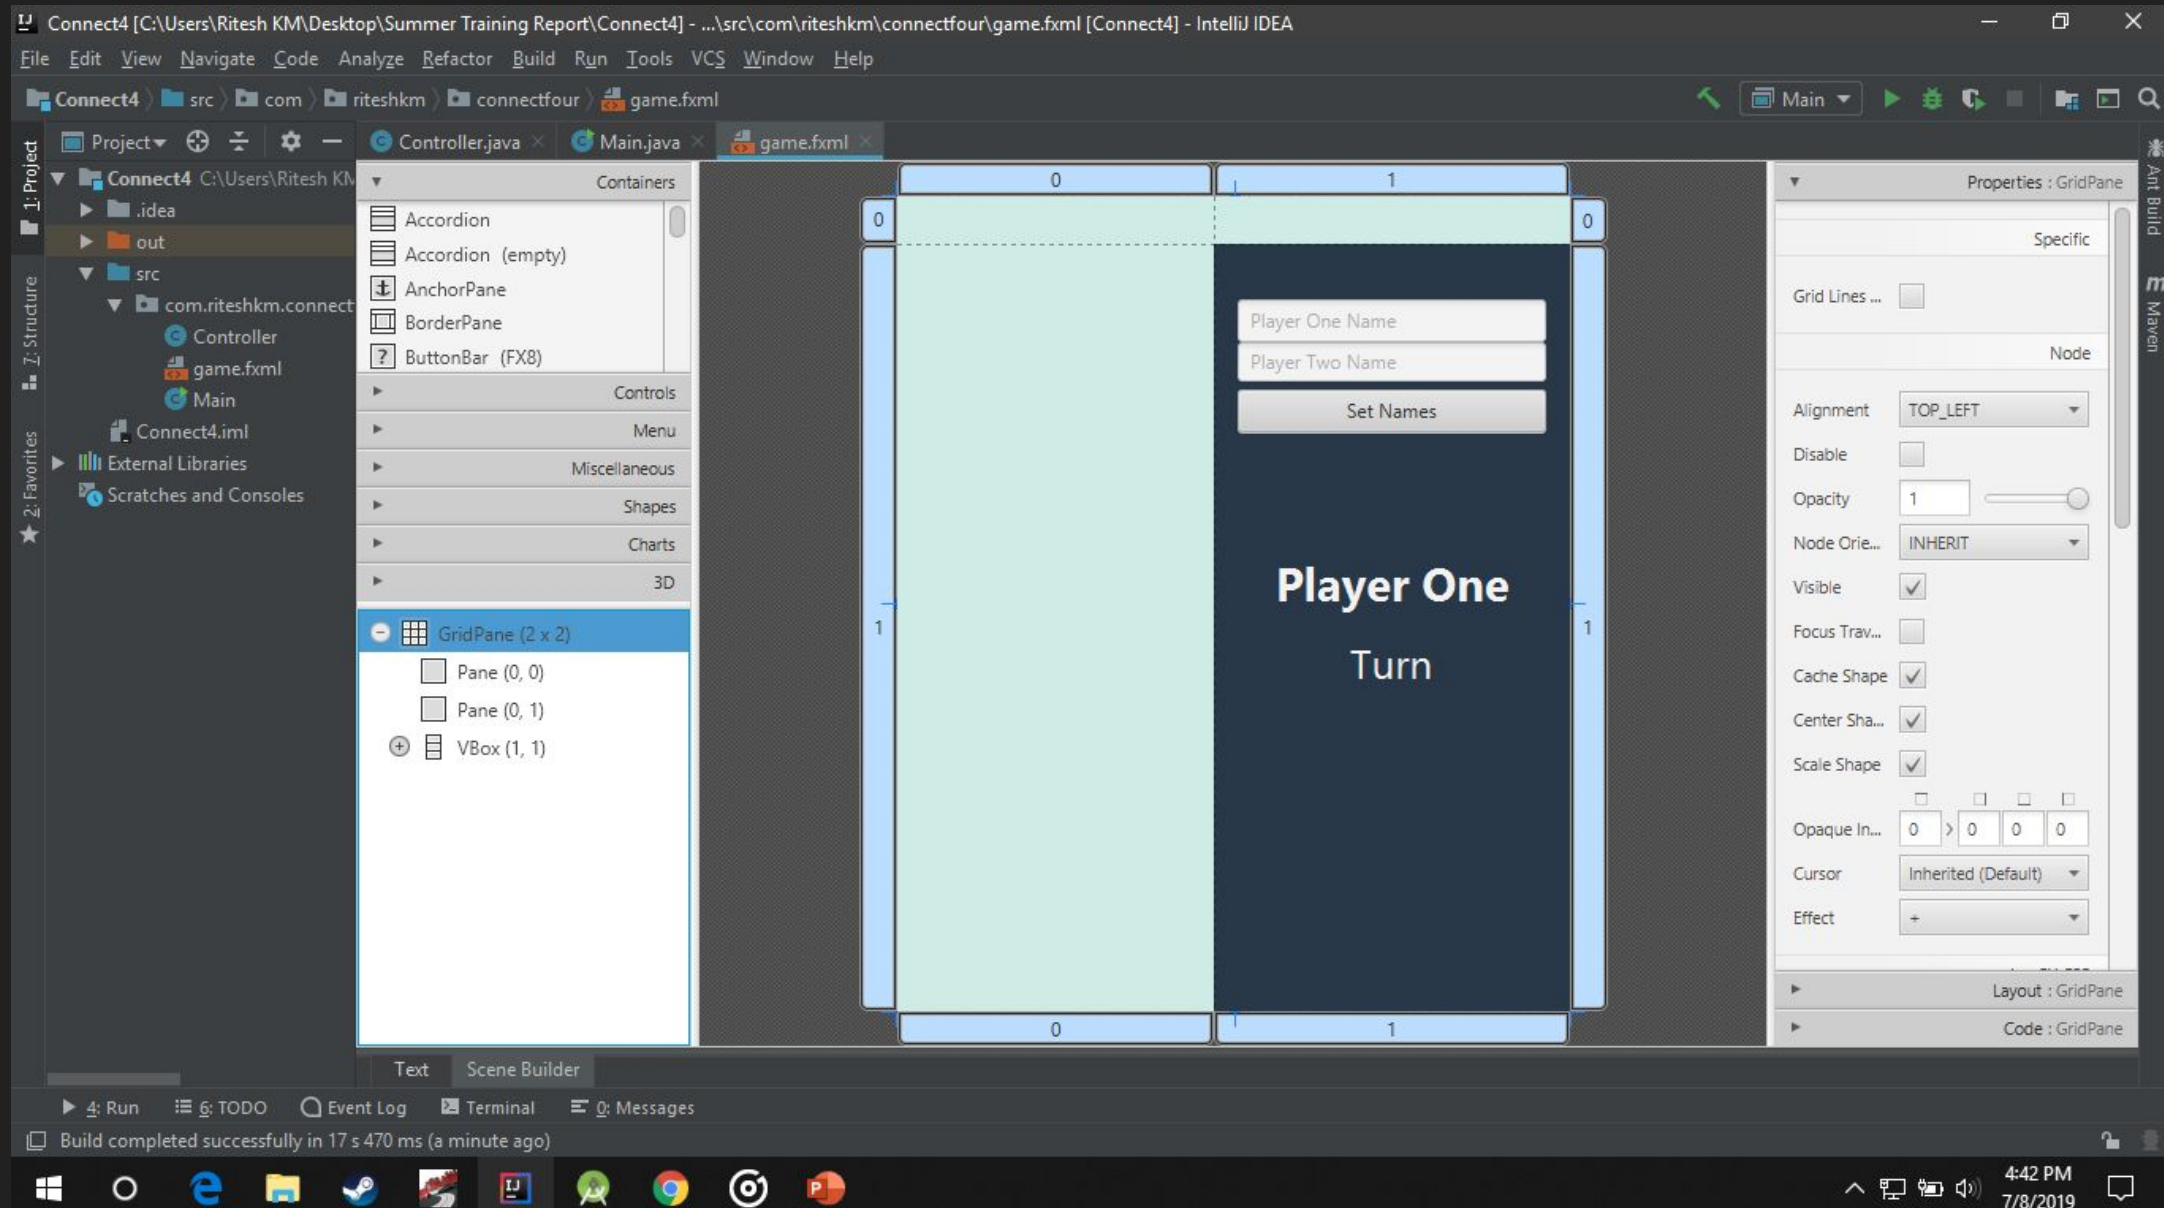 Connect4 [C:\Users\Ritesh KM\Desktop\Summer Training Report\Connect4] - ...\src\com\riteshkm\connectfour\game.fxml [Connect4] - IntelliJ IDEA
File Edit View Navigate Code Analyze Refactor Build Run Tools VCS Window Help
Connect4 src com riteshkm connectfour game.fxml Main
Project Controller.java Main.java game.fxml
1: Project
7: Structure
2: Favorites
Connect4 C:\Users\Ritesh KM
.idea
out
src
com.riteshkm.connect
Controller
game.fxml
Main
Connect4.iml
External Libraries
Scratches and Consoles
Containers
Accordion
Accordion (empty)
AnchorPane
BorderPane
ButtonBar (FX8)
Controls
Menu
Miscellaneous
Shapes
Charts
3D
GridPane (2 x 2)
Pane (0, 0)
Pane (0, 1)
VBox (1, 1)
0 1
0 0
Player One Name
Player Two Name
Set Names
Player One
1 1
Turn
0 1
Properties : GridPane
Specific
Grid Lines ...
Node
Alignment TOP_LEFT
Disable
Opacity 1
Node Orie... INHERIT
Visible
Focus Trav...
Cache Shape
Center Sha...
Scale Shape
Opaque In... 0 0 0 0
Cursor Inherited (Default)
Effect +
Layout : GridPane
Code : GridPane
Ant Build
m Maven
Text Scene Builder
4: Run 6: TODO Event Log Terminal 0: Messages
Build completed successfully in 17 s 470 ms (a minute ago)
4:42 PM
7/8/2019